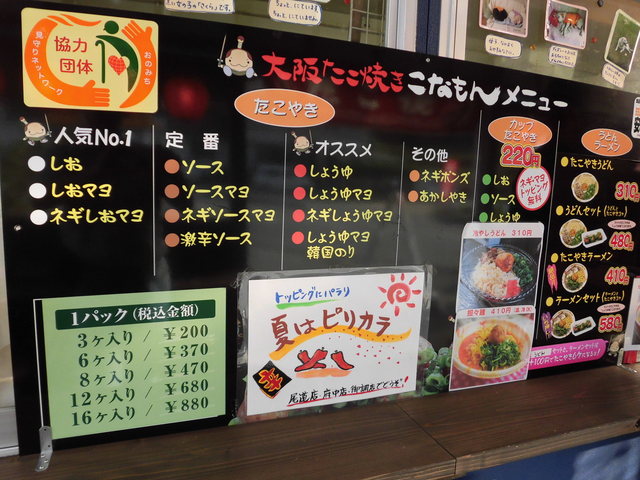 おのみち
見守りネットワーク
協力
団体
大阪たこ焼き こなもん メニュー
たこやき
人気No.1
しお
しおマヨ
ネギしおマヨ
定番
ソース
ソースマヨ
ネギソースマヨ
激辛ソース
オススメ
しょうゆ
しょうゆマヨ
ネギしょうゆマヨ
しょうゆマヨ
韓国のり
その他
ネギポンズ
あかしやき
カップ
たこやき
220円
しお
ソース
しょうゆ
ネギ・マヨ
トッピング
無料
うどん
ラーメン
たこやきうどん
310円
うどんセット
480円
たこやきラーメン
410円
ラーメンセット
580円
1パック (税込金額)
3ヶ入り / ¥200
6ヶ入り / ¥370
8ヶ入り / ¥470
12ヶ入り / ¥680
16ヶ入り / ¥880
トッピングにパラリ
夏はピリカラ
尾道店・府中店・御調店でどうぞ
冷やしうどん 310円
担々麺 410円